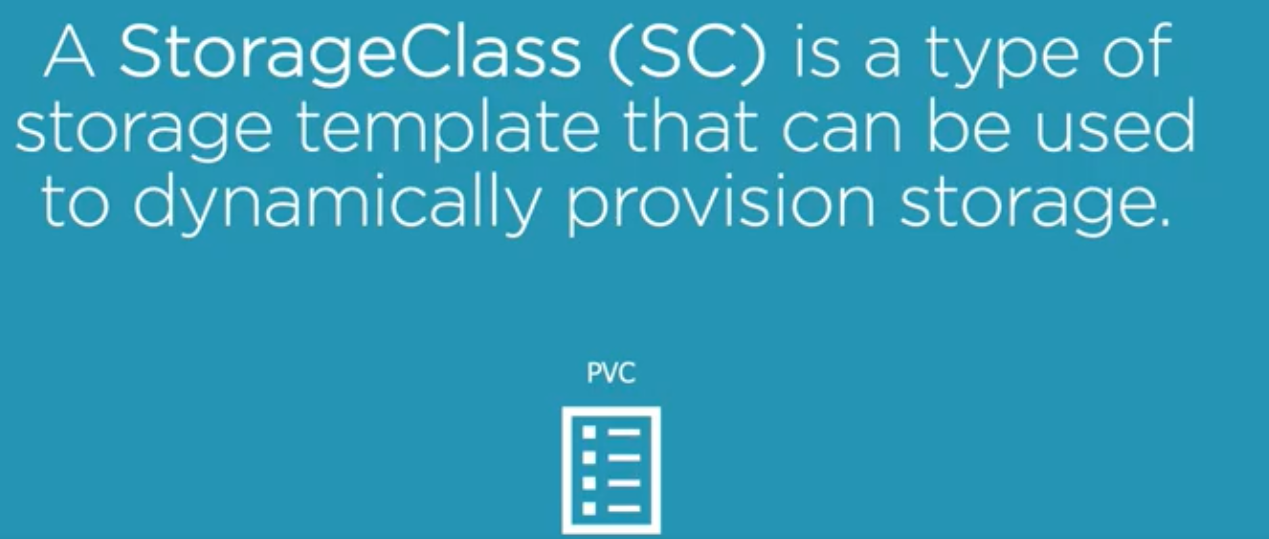 A StorageClass (SC) is a type of
storage template that can be used
to dynamically provision storage.
PVC